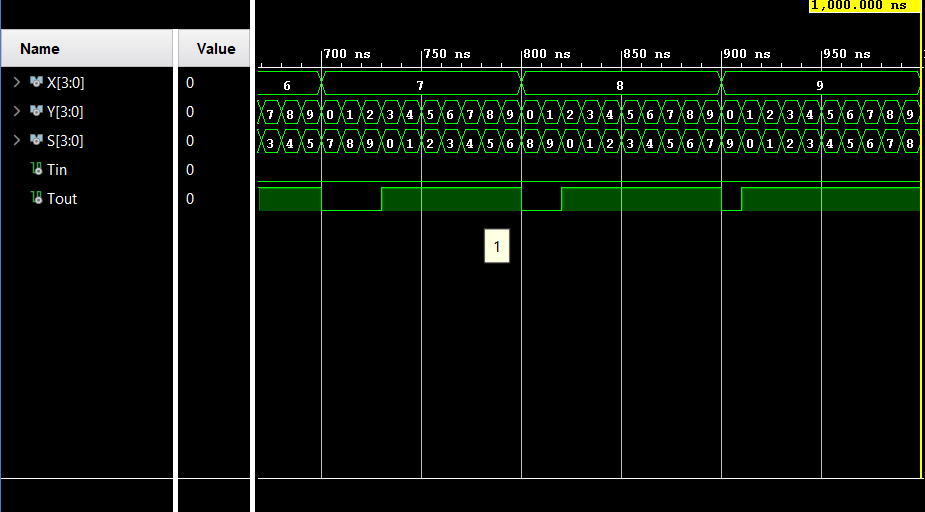 1,000.000 ns
Name Value
700 ns 750 ns 800 ns 850 ns 900 ns 950 ns
X[3:0] 0 6 7 8 9
Y[3:0] 0 7 8 9 0 1 2 3 4 5 6 7 8 9 0 1 2 3 4 5 6 7 8 9 0 1 2 3 4 5 6 7 8 9
S[3:0] 0 3 4 5 7 8 9 0 1 2 3 4 5 6 8 9 0 1 2 3 4 5 6 7 9 0 1 2 3 4 5 6 7 8
Tin 0
Tout 0
1